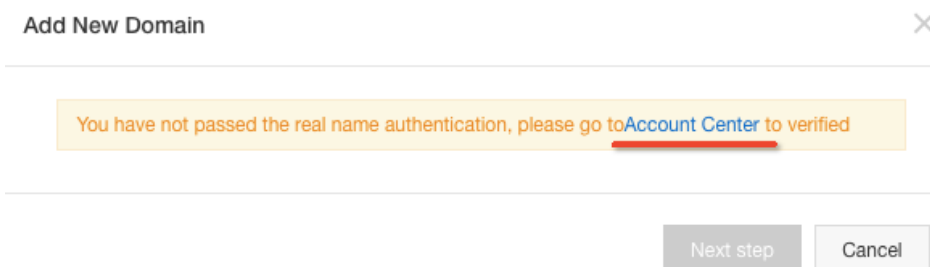 Add New Domain
You have not passed the real name authentication, please go toAccount Center to verified
Next step
Cancel